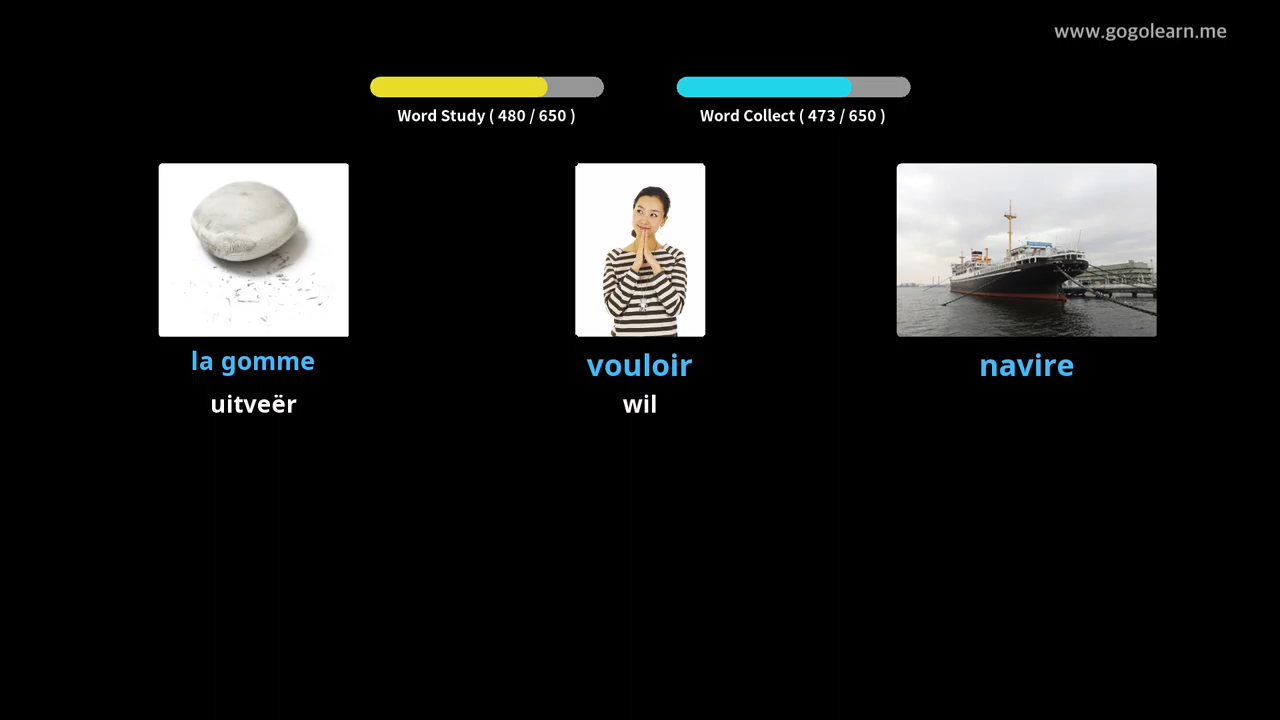 www.gogolearn.me
Word Study ( 480 / 650 )
Word Collect ( 473 / 650 )
la gomme
vouloir
navire
uitveër
wil